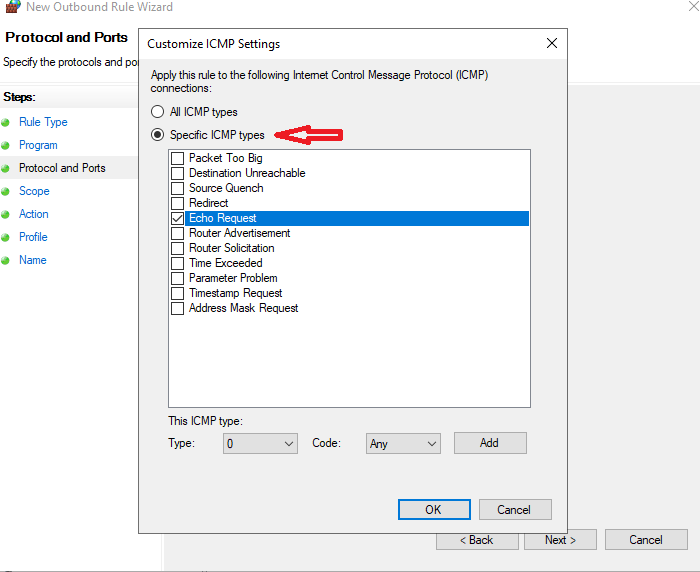 New Outbound Rule Wizard
Protocol and Ports
Specify the protocols and po
Steps:
Rule Type
Program
Protocol and Ports
Scope
Action
Profile
Name
Customize ICMP Settings
Apply this rule to the following Internet Control Message Protocol (ICMP)
connections:
All ICMP types
Specific ICMP types
Packet Too Big
Destination Unreachable
Source Quench
Redirect
Echo Request
Router Advertisement
Router Solicitation
Time Exceeded
Parameter Problem
Timestamp Request
Address Mask Request
This ICMP type:
Type: 0 Code: Any Add
OK Cancel
< Back Next > Cancel